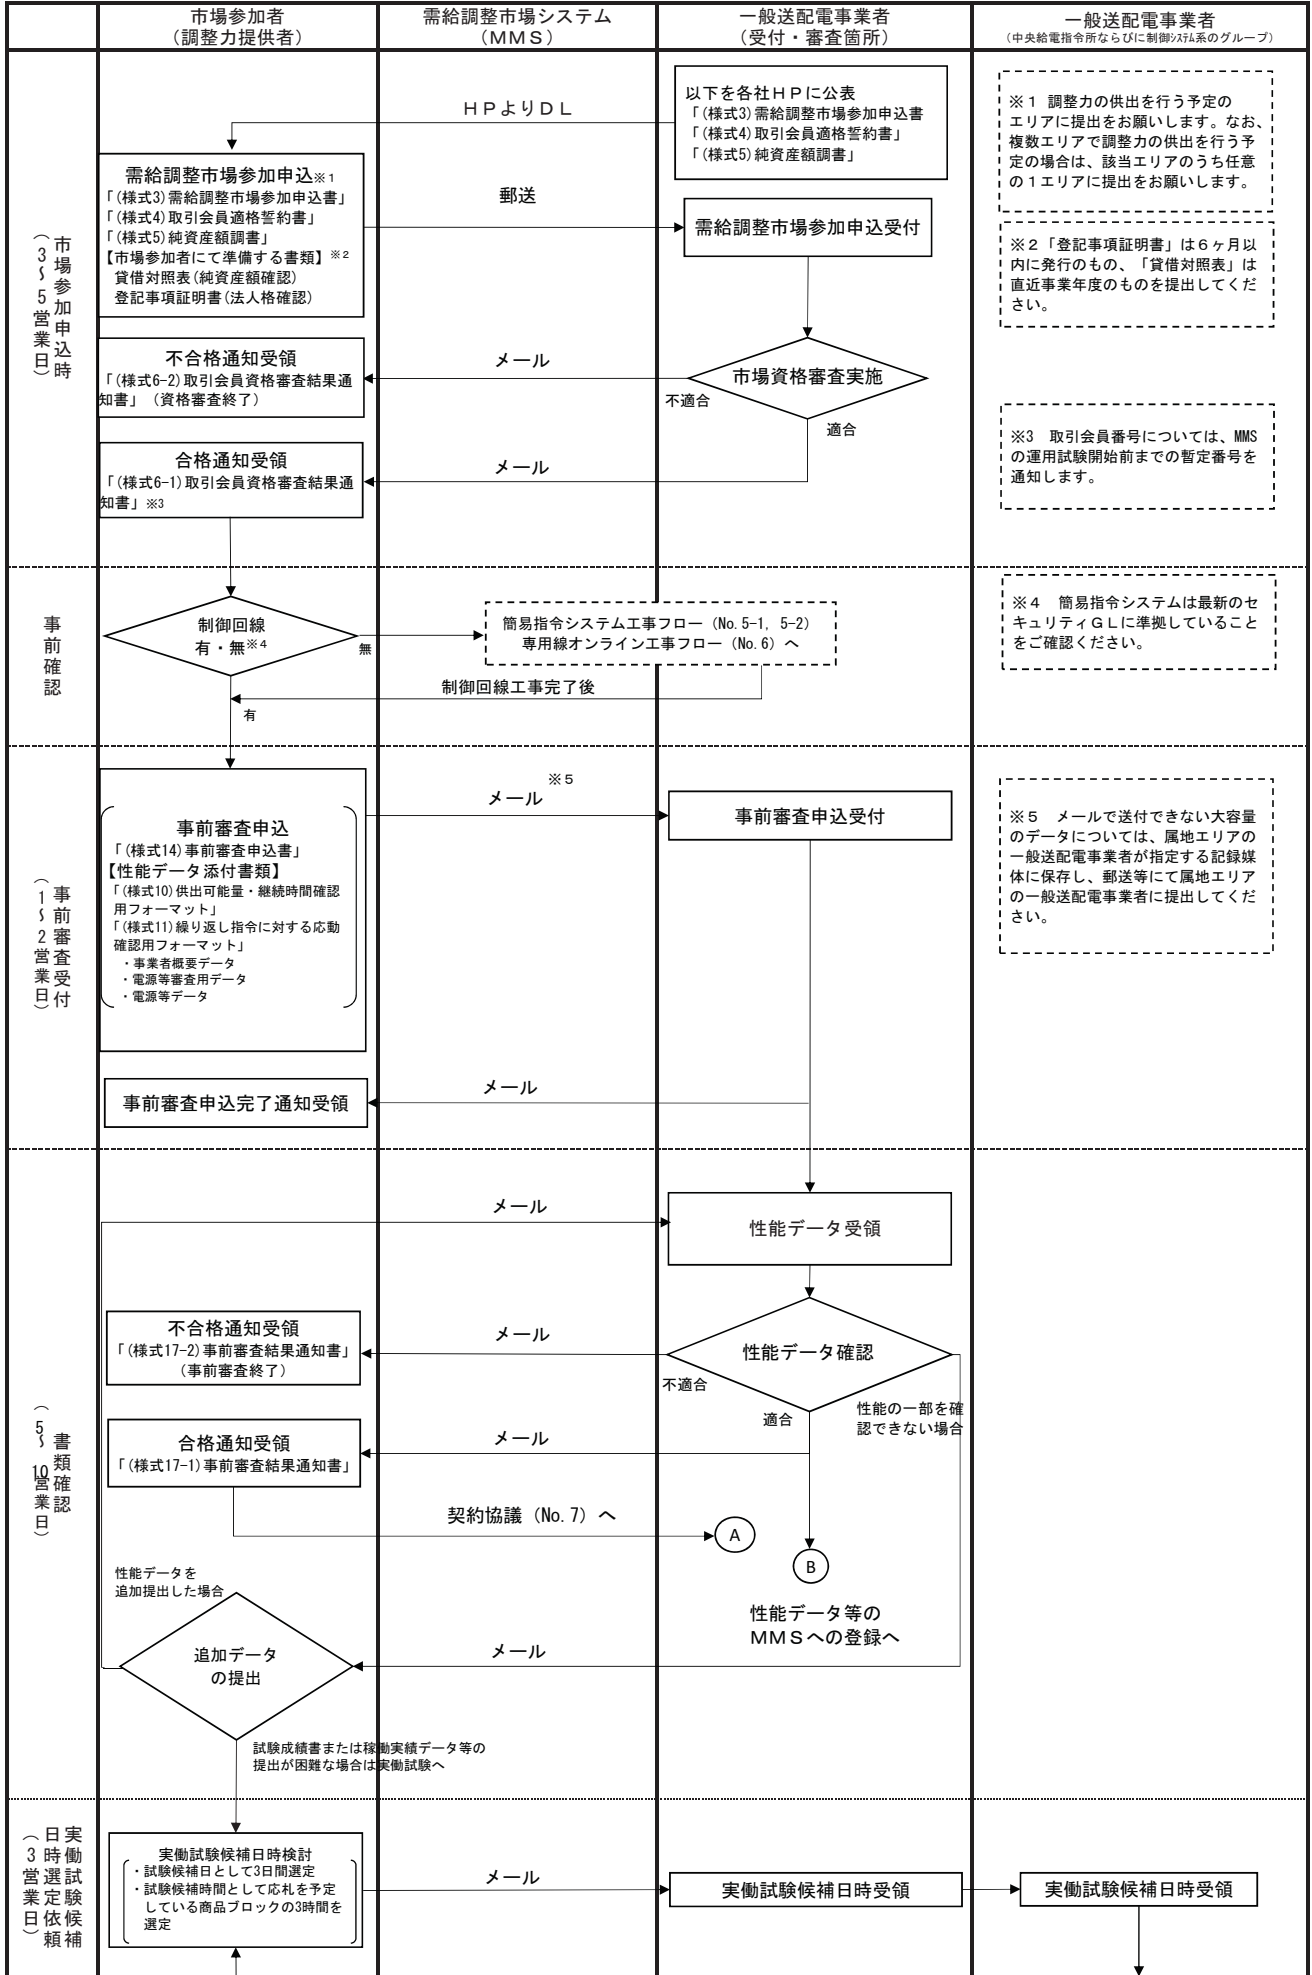 市場参加者
（調整力提供者）
需給調整市場システム
（ＭＭＳ）
一般送配電事業者
（受付・審査箇所）
一般送配電事業者
（中央給電指令所ならびに制御ｼｽﾃﾑ系のグループ）
市場参加申込時
（3～5営業日）
以下を各社ＨＰに公表
「(様式3)需給調整市場参加申込書
「(様式4)取引会員適格誓約書」
「(様式5)純資産額調書」
ＨＰよりＤＬ
需給調整市場参加申込※1
「(様式3)需給調整市場参加申込書」
「(様式4)取引会員適格誓約書」
「(様式5)純資産額調書」
【市場参加者にて準備する書類】※2
貸借対照表(純資産額確認)
登記事項証明書(法人格確認)
郵送
需給調整市場参加申込受付
※１ 調整力の供出を行う予定の
エリアに提出をお願いします。なお、
複数エリアで調整力の供出を行う予
定の場合は、該当エリアのうち任意
の１エリアに提出をお願いします。
※２「登記事項証明書」は６ヶ月以
内に発行のもの、「貸借対照表」は
直近事業年度のものを提出してくだ
さい。
不合格通知受領
「(様式6-2)取引会員資格審査結果通
知書」（資格審査終了）
メール
市場資格審査実施
不適合
適合
合格通知受領
「(様式6-1)取引会員資格審査結果通
知書」※3
メール
※3 取引会員番号については、MMS
の運用試験開始前までの暫定番号を
通知します。
事前確認
制御回線
有・無※4
無
有
簡易指令システム工事フロー（No.5-1, 5-2）
専用線オンライン工事フロー（No.6）へ
制御回線工事完了後
※４ 簡易指令システムは最新のセ
キュリティＧＬに準拠していること
をご確認ください。
事前審査受付
（1～2営業日）
事前審査申込
「(様式14)事前審査申込書」
【性能データ添付書類】
「(様式10)供出可能量・継続時間確認
用フォーマット」
「(様式11)繰り返し指令に対する応動
確認用フォーマット」
・事業者概要データ
・電源等審査用データ
・電源等データ
※５
メール
事前審査申込受付
※５ メールで送付できない大容量
のデータについては、属地エリアの
一般送配電事業者が指定する記録媒
体に保存し、郵送等にて属地エリア
の一般送配電事業者に提出してくだ
さい。
事前審査申込完了通知受領
メール
書類確認
（5～10営業日）
メール
性能データ受領
不合格通知受領
「(様式17-2)事前審査結果通知書」
（事前審査終了）
メール
性能データ確認
不適合
適合
性能の一部を確
認できない場合
合格通知受領
「(様式17-1)事前審査結果通知書」
メール
契約協議（No.7）へ
A
B
性能データ等の
ＭＭＳへの登録へ
性能データを
追加提出した場合
追加データ
の提出
メール
試験成績書または稼働実績データ等の
提出が困難な場合は実働試験へ
実働試験候補
日時選定依頼
（3営業日）
実働試験候補日時検討
・試験候補日として3日間選定
・試験候補時間として応札を予定
している商品ブロックの3時間を
選定
メール
実働試験候補日時受領
実働試験候補日時受領